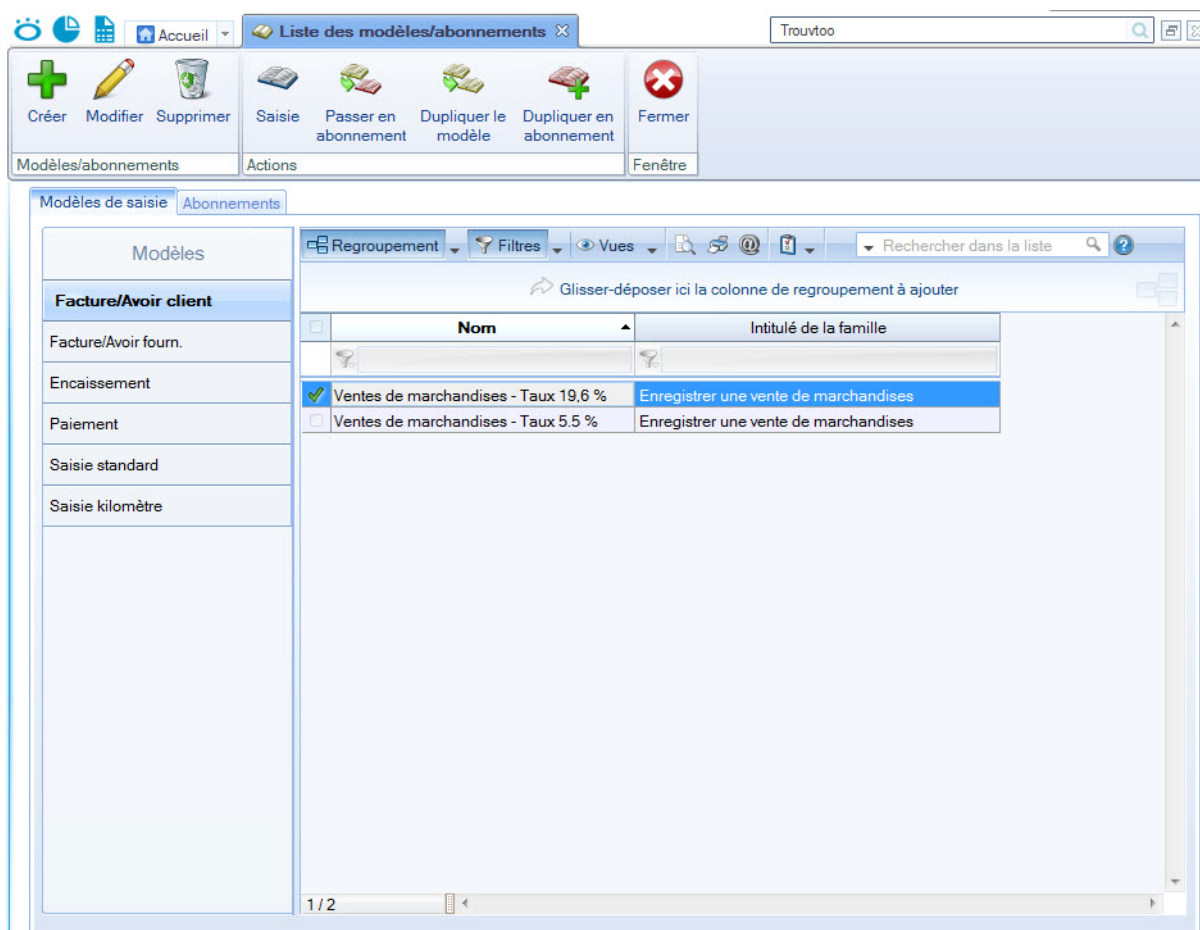 Accueil
Liste des modèles/abonnements
Trouvtoo
Créer
Modifier
Supprimer
Saisie
Passer en
abonnement
Dupliquer le
modèle
Dupliquer en
abonnement
Fermer
Modèles/abonnements
Actions
Fenêtre
Modèles de saisie
Abonnements
Modèles
Facture/Avoir client
Facture/Avoir fourn.
Encaissement
Paiement
Saisie standard
Saisie kilomètre
Regroupement
Filtres
Vues
Rechercher dans la liste
Glisser-déposer ici la colonne de regroupement à ajouter
Nom
Intitulé de la famille
Ventes de marchandises - Taux 19,6 %
Enregistrer une vente de marchandises
Ventes de marchandises - Taux 5.5 %
Enregistrer une vente de marchandises
1 / 2